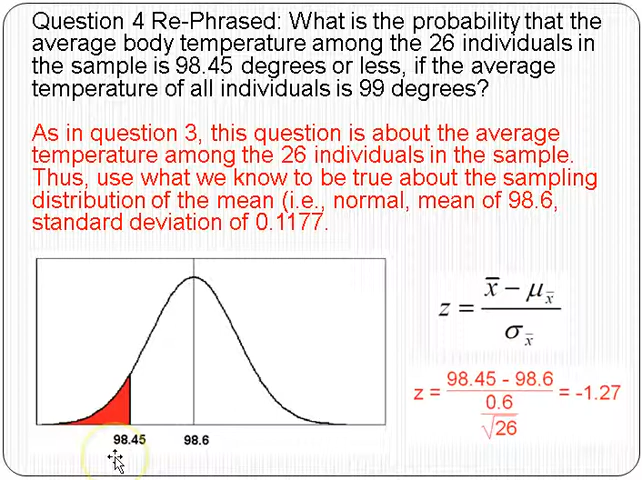 Question 4 Re-Phrased: What is the probability that the
average body temperature among the 26 individuals in
the sample is 98.45 degrees or less, if the average
temperature of all individuals is 99 degrees?
As in question 3, this question is about the average
temperature among the 26 individuals in the sample.
Thus, use what we know to be true about the sampling
distribution of the mean (i.e., normal, mean of 98.6,
standard deviation of 0.1177.
98.45 98.6
z = (x̄ − μx̄) / σx̄
z = (98.45 - 98.6) / (0.6 / √26) = -1.27